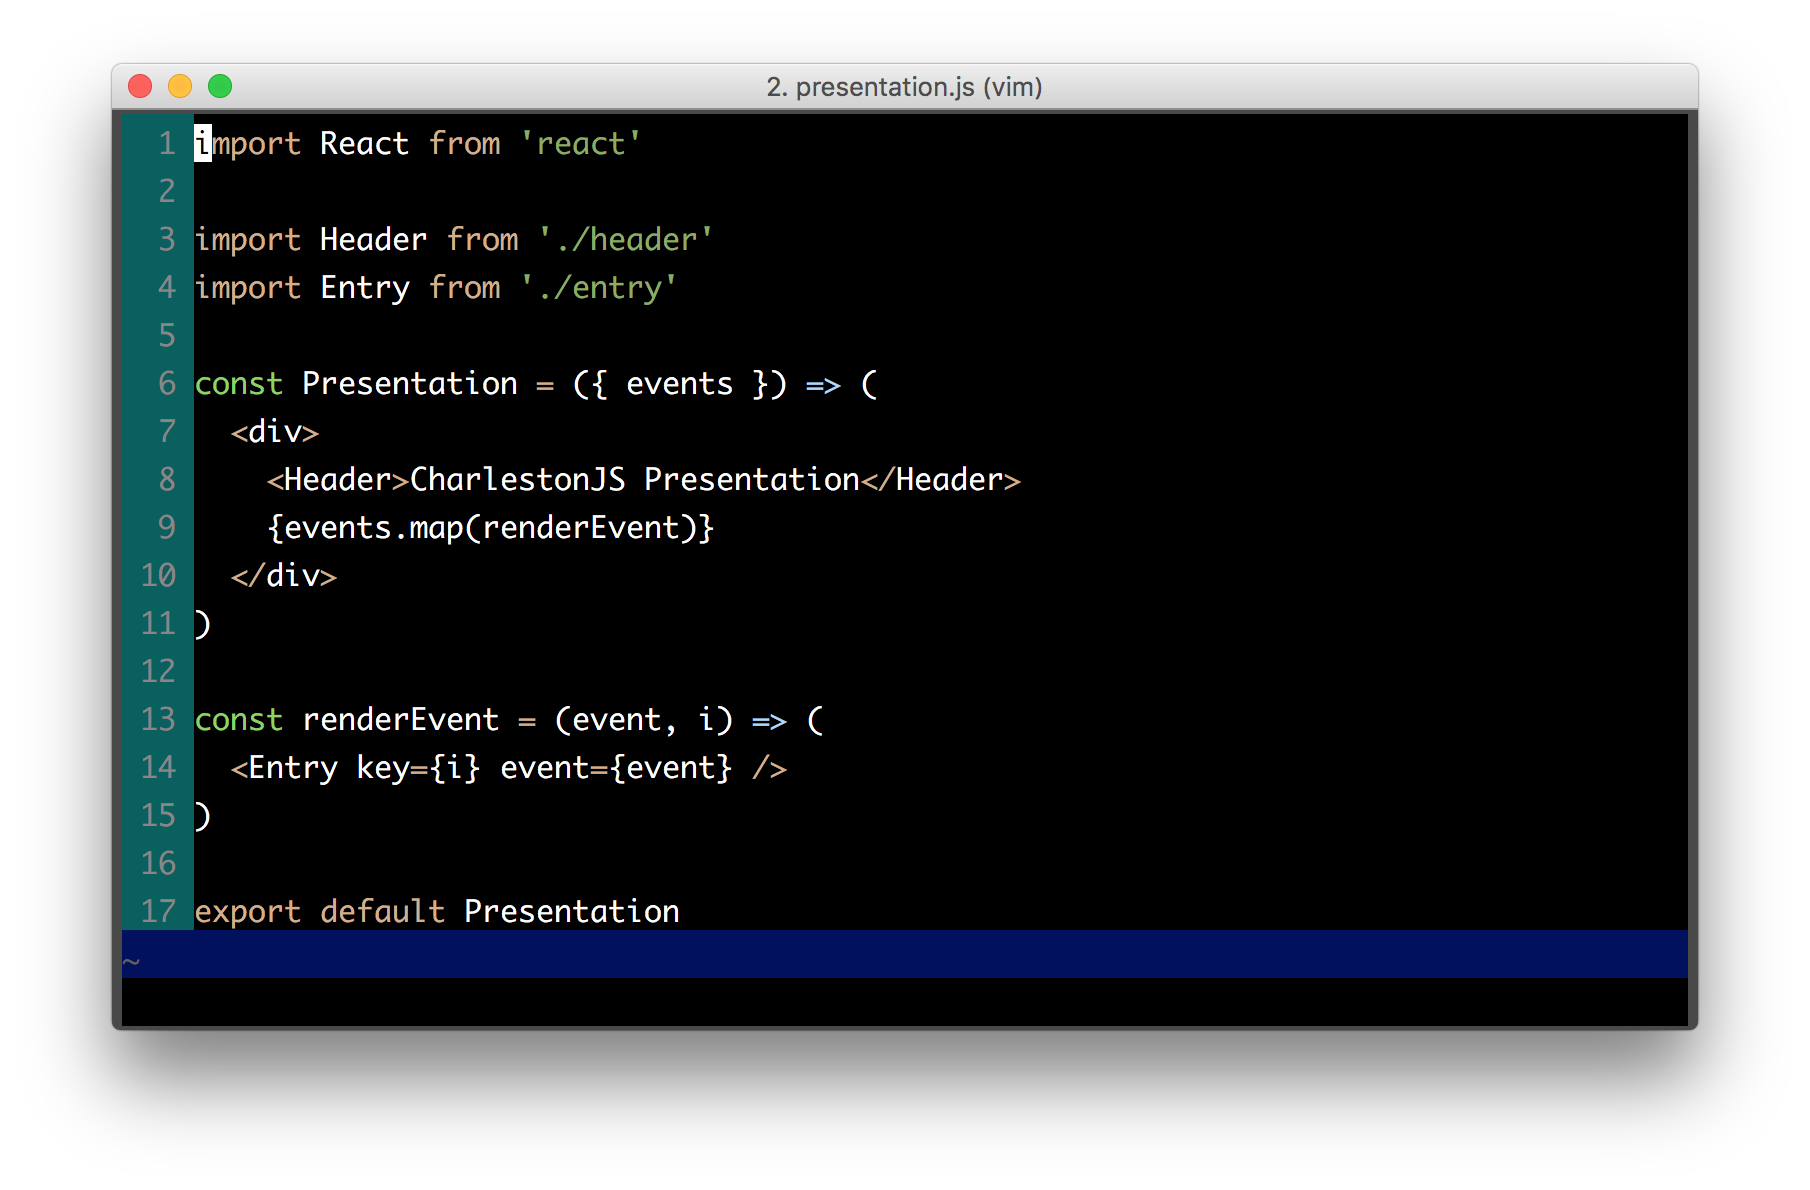 2. presentation.js (vim)
1 import React from 'react'
2
3 import Header from './header'
4 import Entry from './entry'
5
6 const Presentation = ({ events }) => (
7   <div>
8     <Header>CharlestonJS Presentation</Header>
9     {events.map(renderEvent)}
10   </div>
11 )
12
13 const renderEvent = (event, i) => (
14   <Entry key={i} event={event} />
15 )
16
17 export default Presentation
~